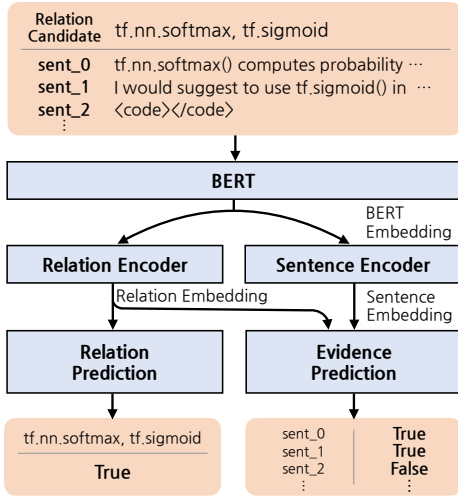 Relation
Candidate tf.nn.softmax, tf.sigmoid
sent_0 tf.nn.softmax() computes probability ⋯
sent_1 I would suggest to use tf.sigmoid() in ⋯
sent_2 <code></code>
⋮
BERT
BERT
Embedding
Relation Encoder
Sentence Encoder
Relation Embedding
Sentence
Embedding
Relation
Prediction
Evidence
Prediction
tf.nn.softmax, tf.sigmoid
True
sent_0 True
sent_1 True
sent_2 False
⋮ ⋮